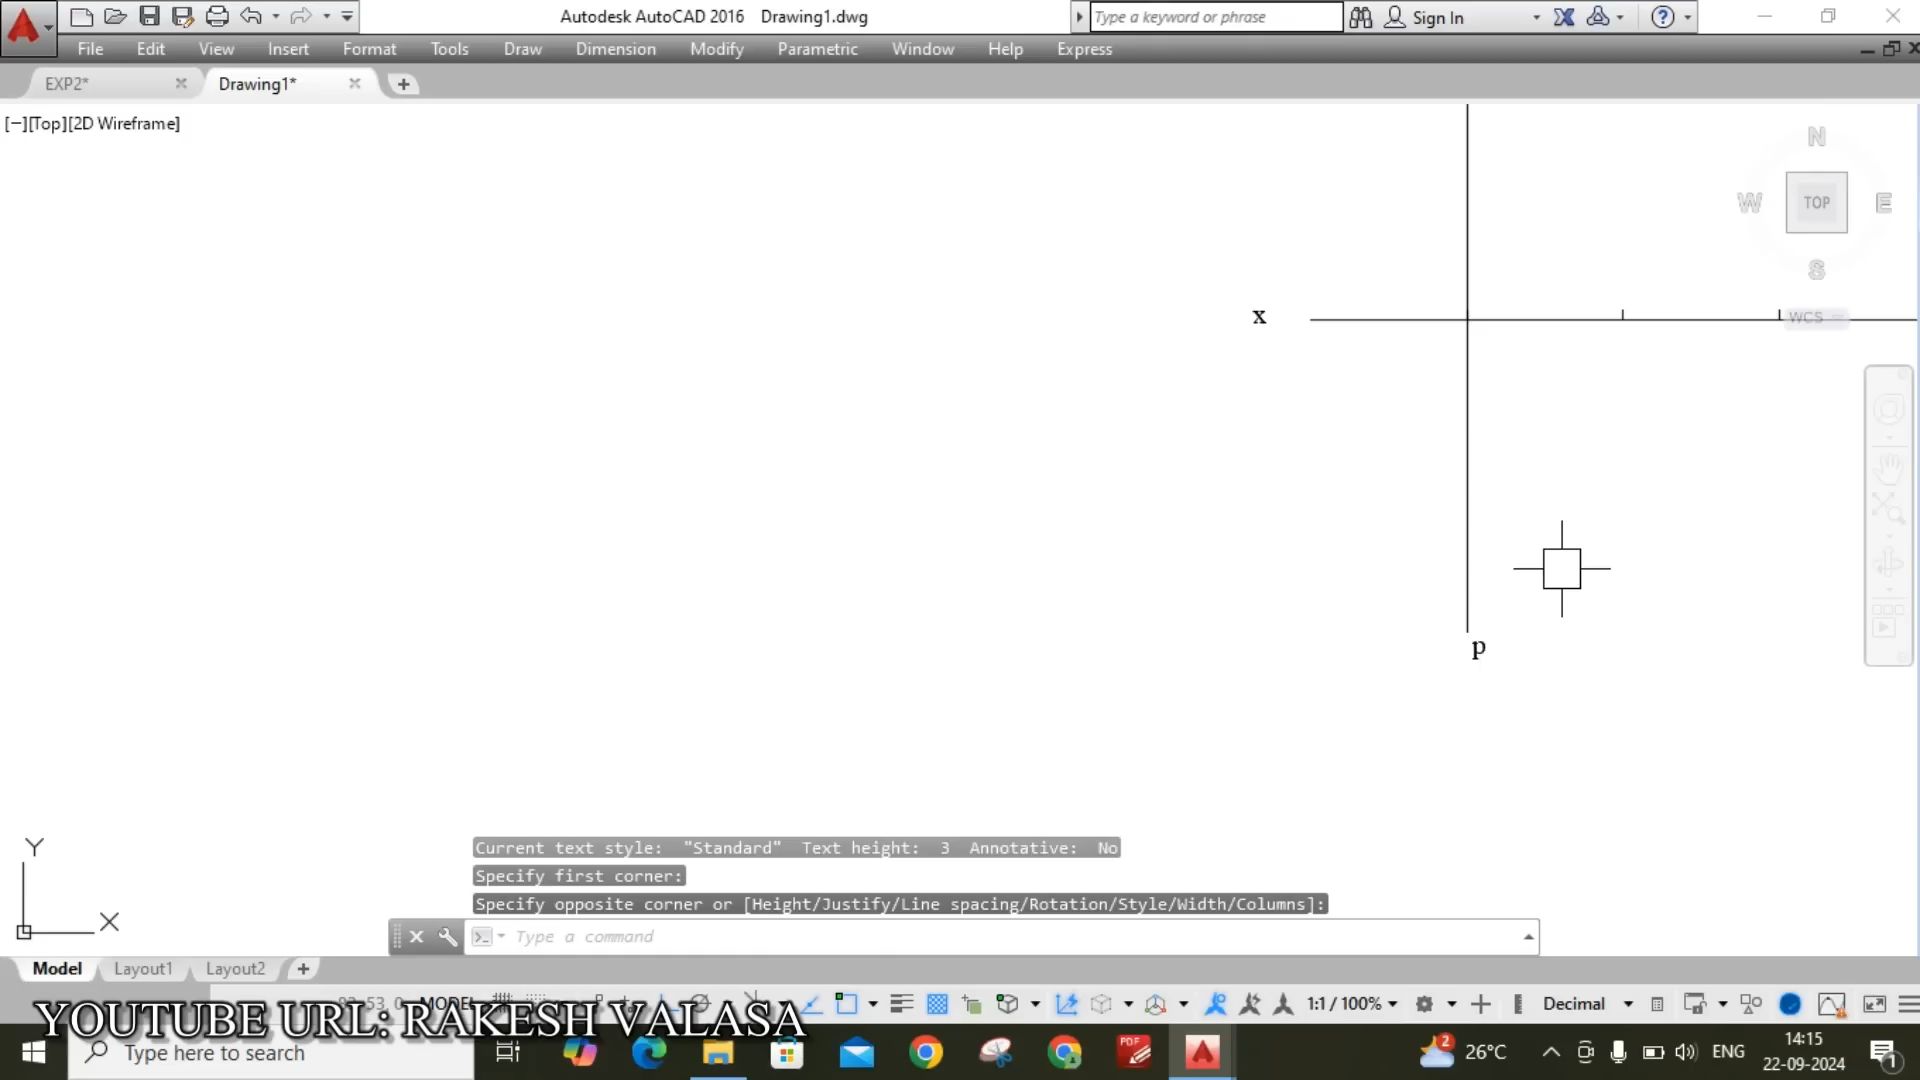 Autodesk AutoCAD 2016 Drawing1.dwg
Type a keyword or phrase
Sign In
File Edit View Insert Format Tools Draw Dimension Modify Parametric Window Help Express
EXP2* Drawing1*
[−][Top][2D Wireframe]
N
W TOP E
S
WCS
x
p
Y
X
Current text style: "Standard" Text height: 3 Annotative: No
Specify first corner:
Specify opposite corner or [Height/Justify/Line spacing/Rotation/Style/Width/Columns]:
Type a command
Model Layout1 Layout2
1:1 / 100% Decimal
YOUTUBE URL: RAKESH VALASA
Type here to search
PDF
2
26°C
ENG
14:15
22-09-2024
1